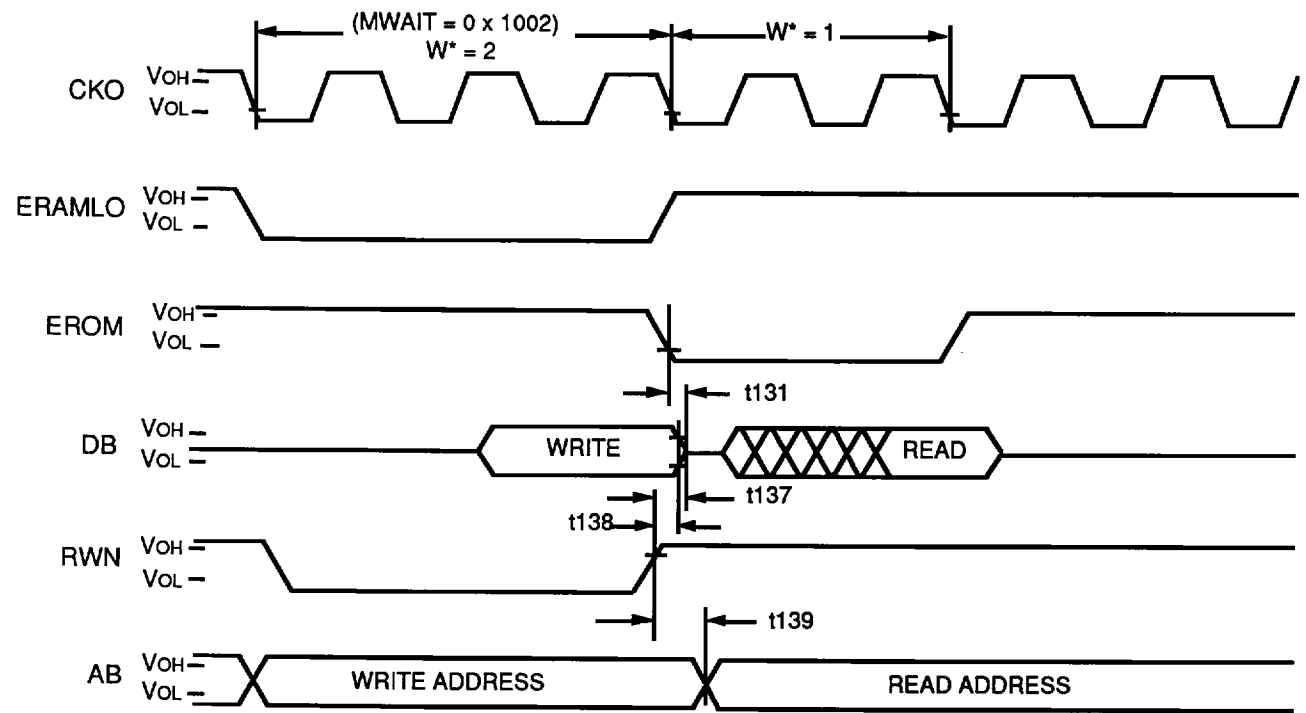 (MWAIT = 0 x 1002)
W* = 2
W* = 1
CKO
VOH
VOL
ERAMLO
VOH
VOL
EROM
VOH
VOL
t131
DB
VOH
VOL
WRITE
READ
t137
t138
RWN
VOH
VOL
t139
AB
VOH
VOL
WRITE ADDRESS
READ ADDRESS